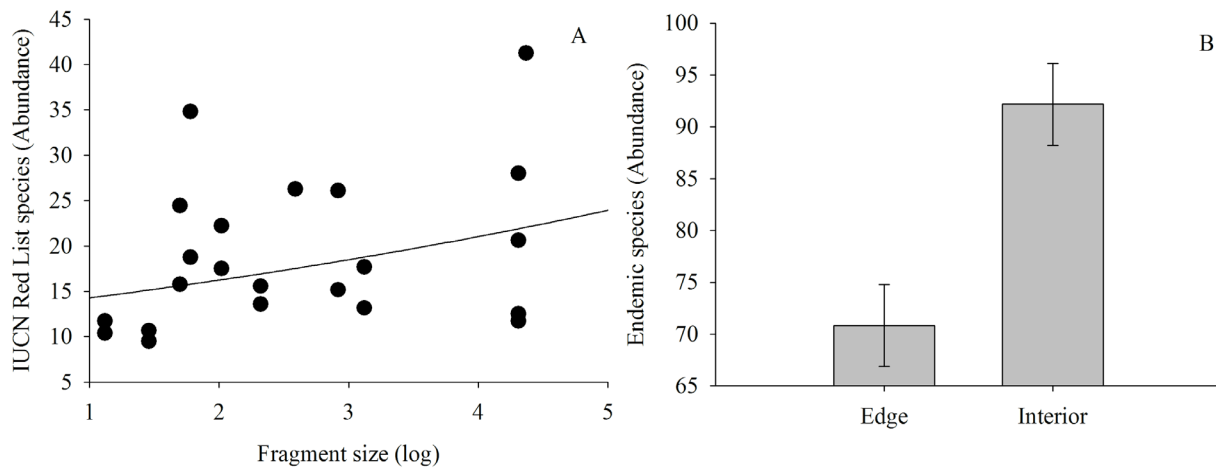 A
IUCN Red List species (Abundance)
45
40
35
30
25
20
15
10
5
1 2 3 4 5
Fragment size (log)
B
Endemic species (Abundance)
100
95
90
85
80
75
70
65
Edge Interior